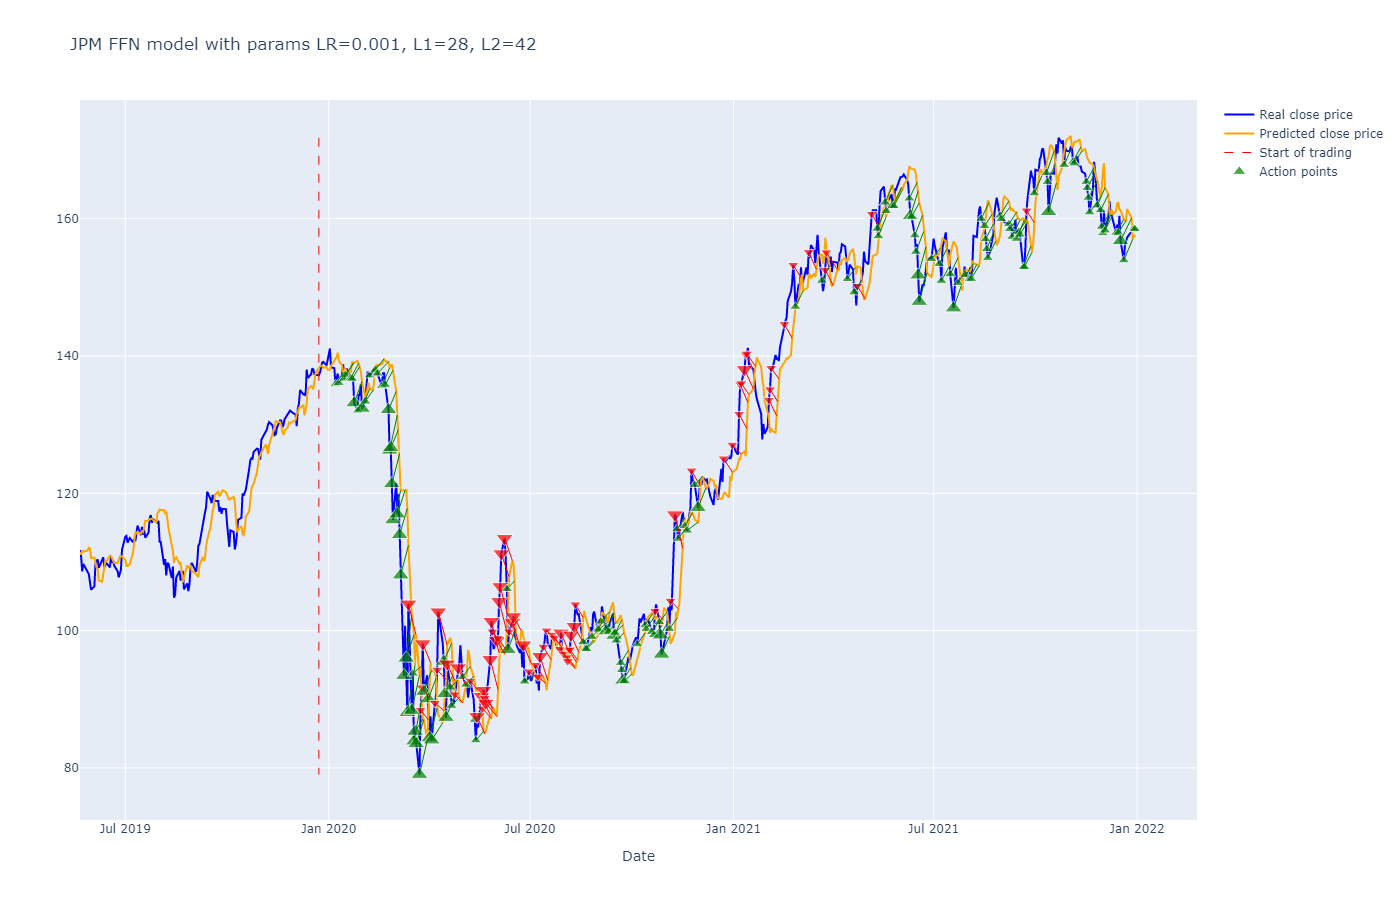 JPM FFN model with params LR=0.001, L1=28, L2=42
Real close price
Predicted close price
Start of trading
Action points
160
140
120
100
80
Jul 2019
Jan 2020
Jul 2020
Jan 2021
Jul 2021
Jan 2022
Date